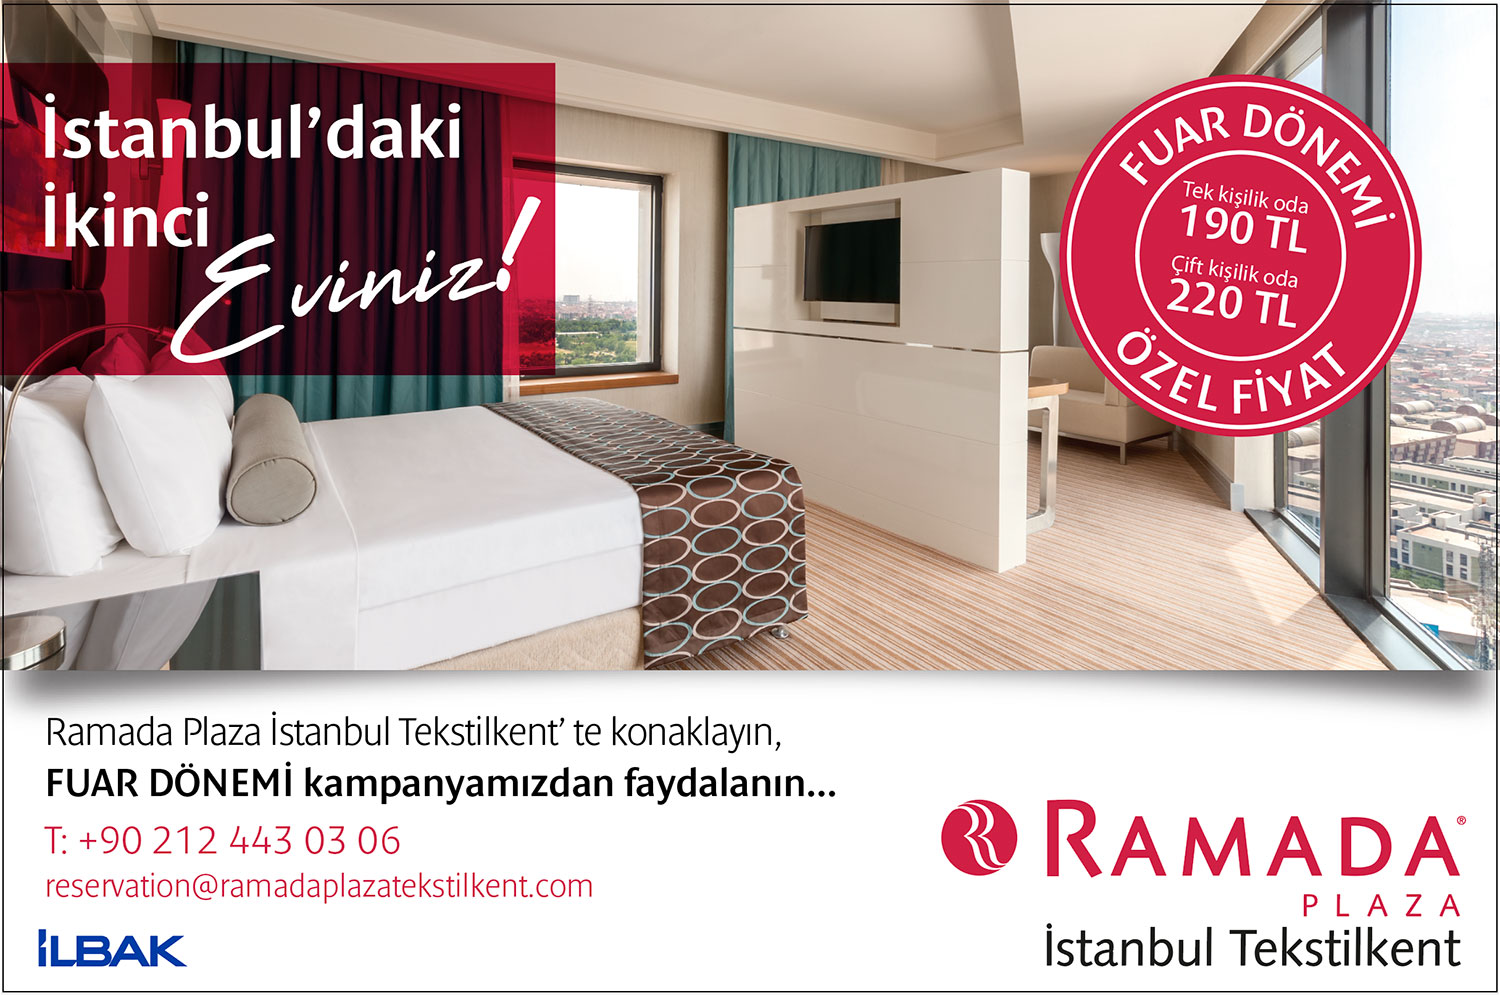 İstanbul’daki
İkinci
Eviniz!
FUAR DÖNEMİ
Tek kişilik oda
190 TL
Çift kişilik oda
220 TL
ÖZEL FİYAT
Ramada Plaza İstanbul Tekstilkent’ te konaklayın,
FUAR DÖNEMİ kampanyamızdan faydalanın...
T: +90 212 443 03 06
reservation@ramadaplazatekstilkent.com
İLBAK
RAMADA®
PLAZA
İstanbul Tekstilkent